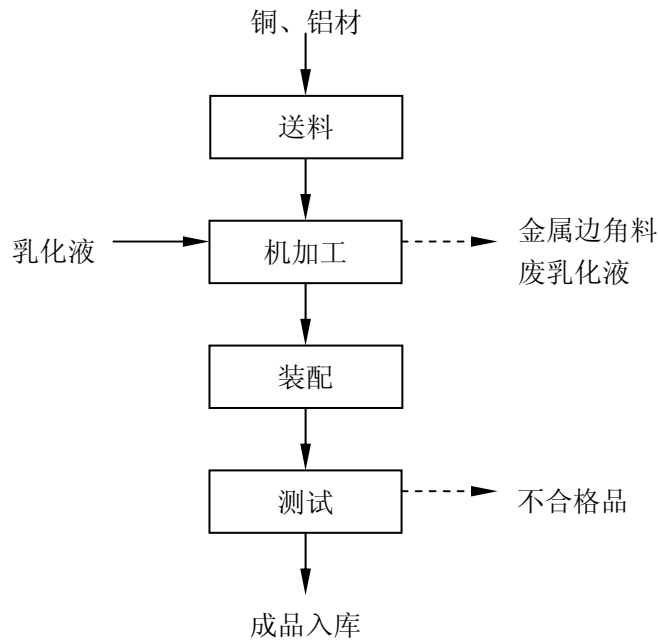 铜、铝材
送料
乳化液
机加工
金属边角料
废乳化液
装配
测试
不合格品
成品入库